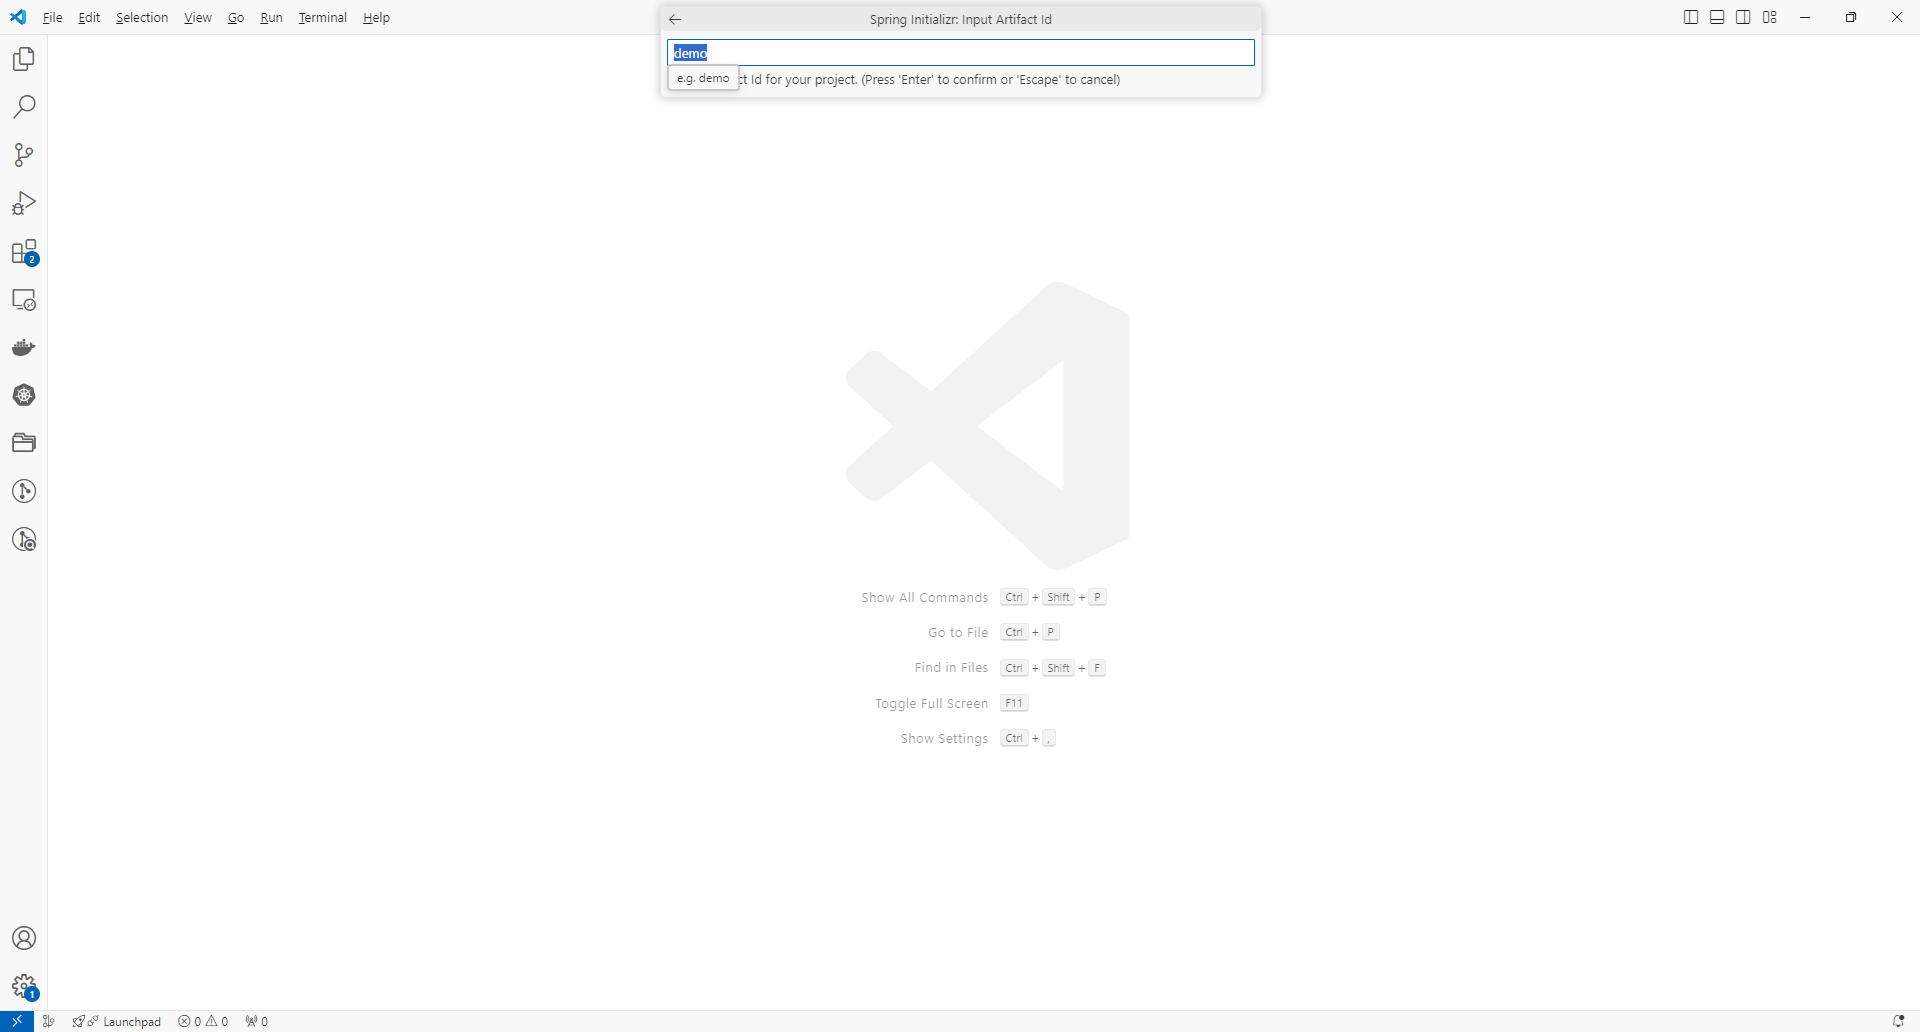 File Edit Selection View Go Run Terminal Help
Spring Initializr: Input Artifact Id
demo
e.g. demo
ct Id for your project. (Press 'Enter' to confirm or 'Escape' to cancel)
2
Show All Commands Ctrl + Shift + P
Go to File Ctrl + P
Find in Files Ctrl + Shift + F
Toggle Full Screen F11
Show Settings Ctrl + ,
1
Launchpad 0 0 0